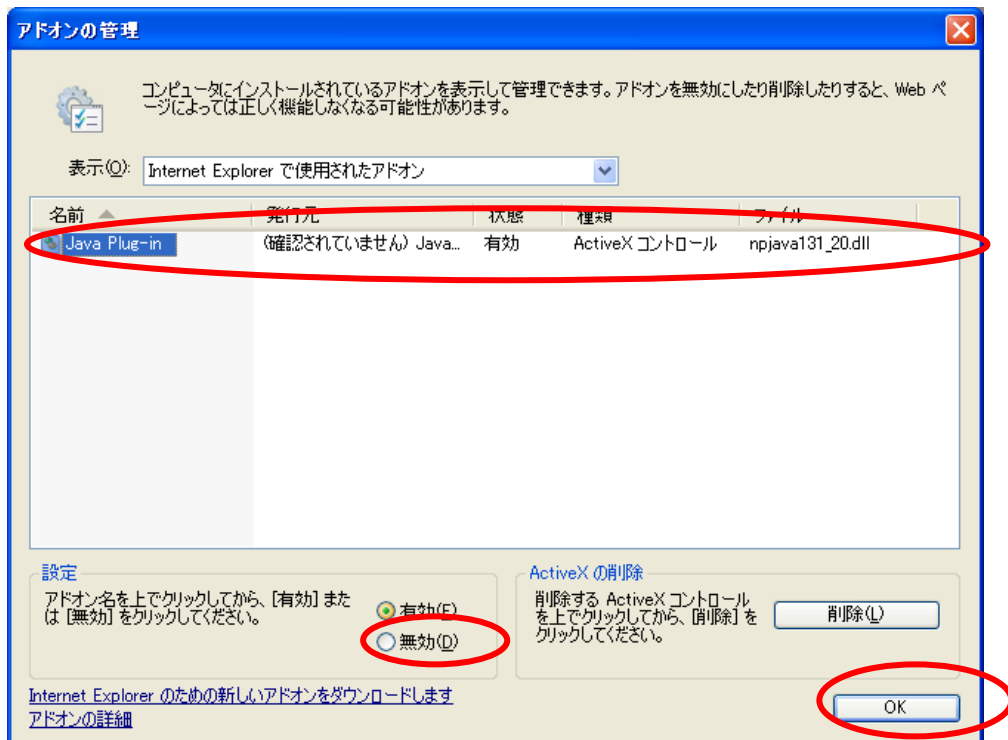 アドオンの管理
コンピュータにインストールされているアドオンを表示して管理できます。アドオンを無効にしたり削除したりすると、Web ペ
ージによっては正しく機能しなくなる可能性があります。
表示(O): Internet Explorer で使用されたアドオン
名前 発行元 状態 種類 ファイル
Java Plug-in (確認されていません) Java... 有効 ActiveX コントロール npjava131_20.dll
設定
アドオン名を上でクリックしてから、[有効] また
は [無効] をクリックしてください。
有効(E)
無効(D)
ActiveX の削除
削除する ActiveX コントロール
を上でクリックしてから、[削除] を
クリックしてください。
削除(L)
Internet Explorer のための新しいアドオンをダウンロードします
アドオンの詳細
OK